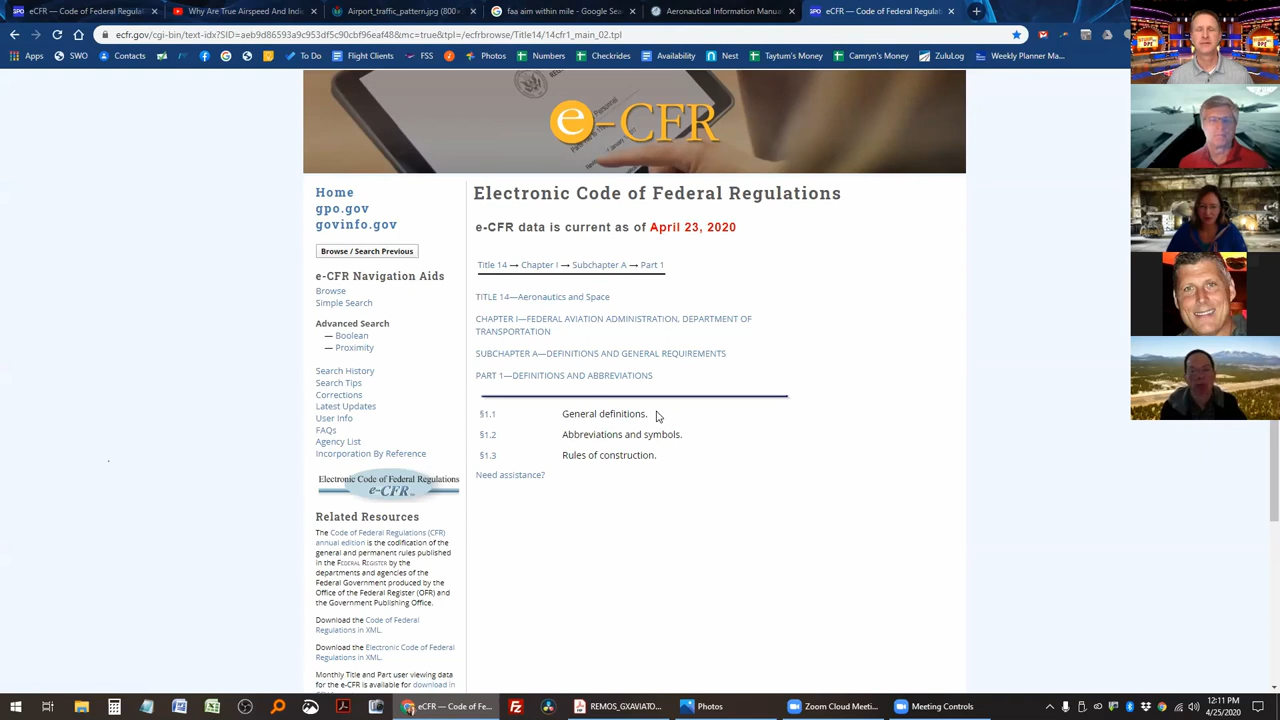 eCFR — Code of Federal Regulation
Why Are True Airspeed And Indic
Airport_traffic_pattern.jpg (800×
faa aim within mile - Google Sea
Aeronautical Information Manua
eCFR — Code of Federal Regulation
ecfr.gov/cgi-bin/text-idx?SID=aeb9d86593a9c953df5c90cbf96eaf48&mc=true&tpl=/ecfrbrowse/Title14/14cfr1_main_02.tpl
Apps SWO Contacts To Do Flight Clients FSS Photos Numbers Checkrides Availability Nest Taytum's Money Camryn's Money ZuluLog Weekly Planner Ma...
e-CFR
Home
gpo.gov
govinfo.gov
Browse / Search Previous
e-CFR Navigation Aids
Browse
Simple Search
Advanced Search
— Boolean
— Proximity
Search History
Search Tips
Corrections
Latest Updates
User Info
FAQs
Agency List
Incorporation By Reference
Electronic Code of Federal Regulations
e-CFR
Related Resources
The Code of Federal Regulations (CFR)
annual edition is the codification of the
general and permanent rules published
in the Federal Register by the
departments and agencies of the
Federal Government produced by the
Office of the Federal Register (OFR) and
the Government Publishing Office.
Download the Code of Federal
Regulations in XML.
Download the Electronic Code of Federal
Regulations in XML.
Monthly Title and Part user viewing data
for the e-CFR is available for download in
Electronic Code of Federal Regulations
e-CFR data is current as of April 23, 2020
Title 14 → Chapter I → Subchapter A → Part 1
TITLE 14—Aeronautics and Space
CHAPTER I—FEDERAL AVIATION ADMINISTRATION, DEPARTMENT OF
TRANSPORTATION
SUBCHAPTER A—DEFINITIONS AND GENERAL REQUIREMENTS
PART 1—DEFINITIONS AND ABBREVIATIONS
§1.1 General definitions.
§1.2 Abbreviations and symbols.
§1.3 Rules of construction.
Need assistance?
eCFR — Code of Fe...
REMOS_GXAVIATO...
Photos
Zoom Cloud Meeti...
Meeting Controls
12:11 PM
4/25/2020